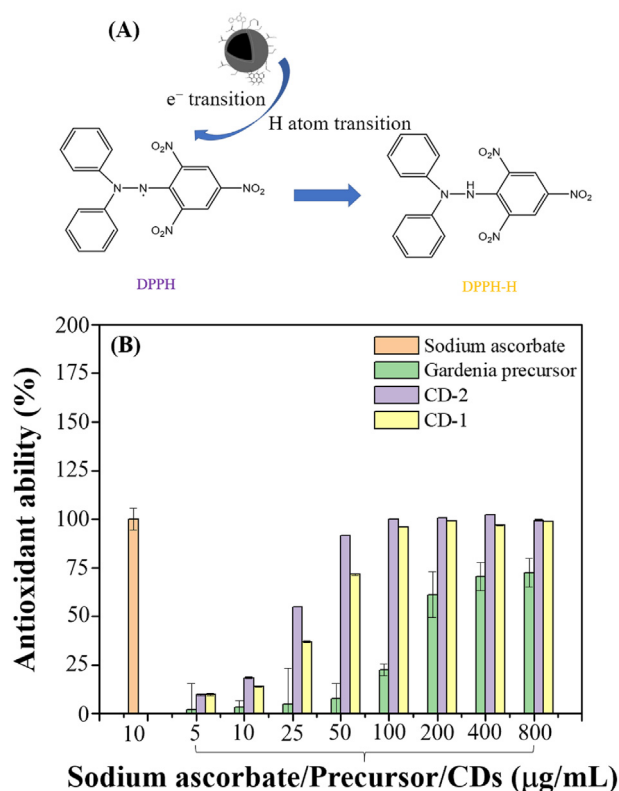 (A)
e⁻ transition
H atom transition
O₂N
N
N
·
NO₂
NO₂
DPPH
O₂N
H
N
NH
NO₂
O₂N
DPPH-H
(B)
Sodium ascorbate
Gardenia precursor
CD-2
CD-1
Antioxidant ability (%)
200
175
150
125
100
75
50
25
0
10 5 10 25 50 100 200 400 800
Sodium ascorbate/Precursor/CDs (μg/mL)